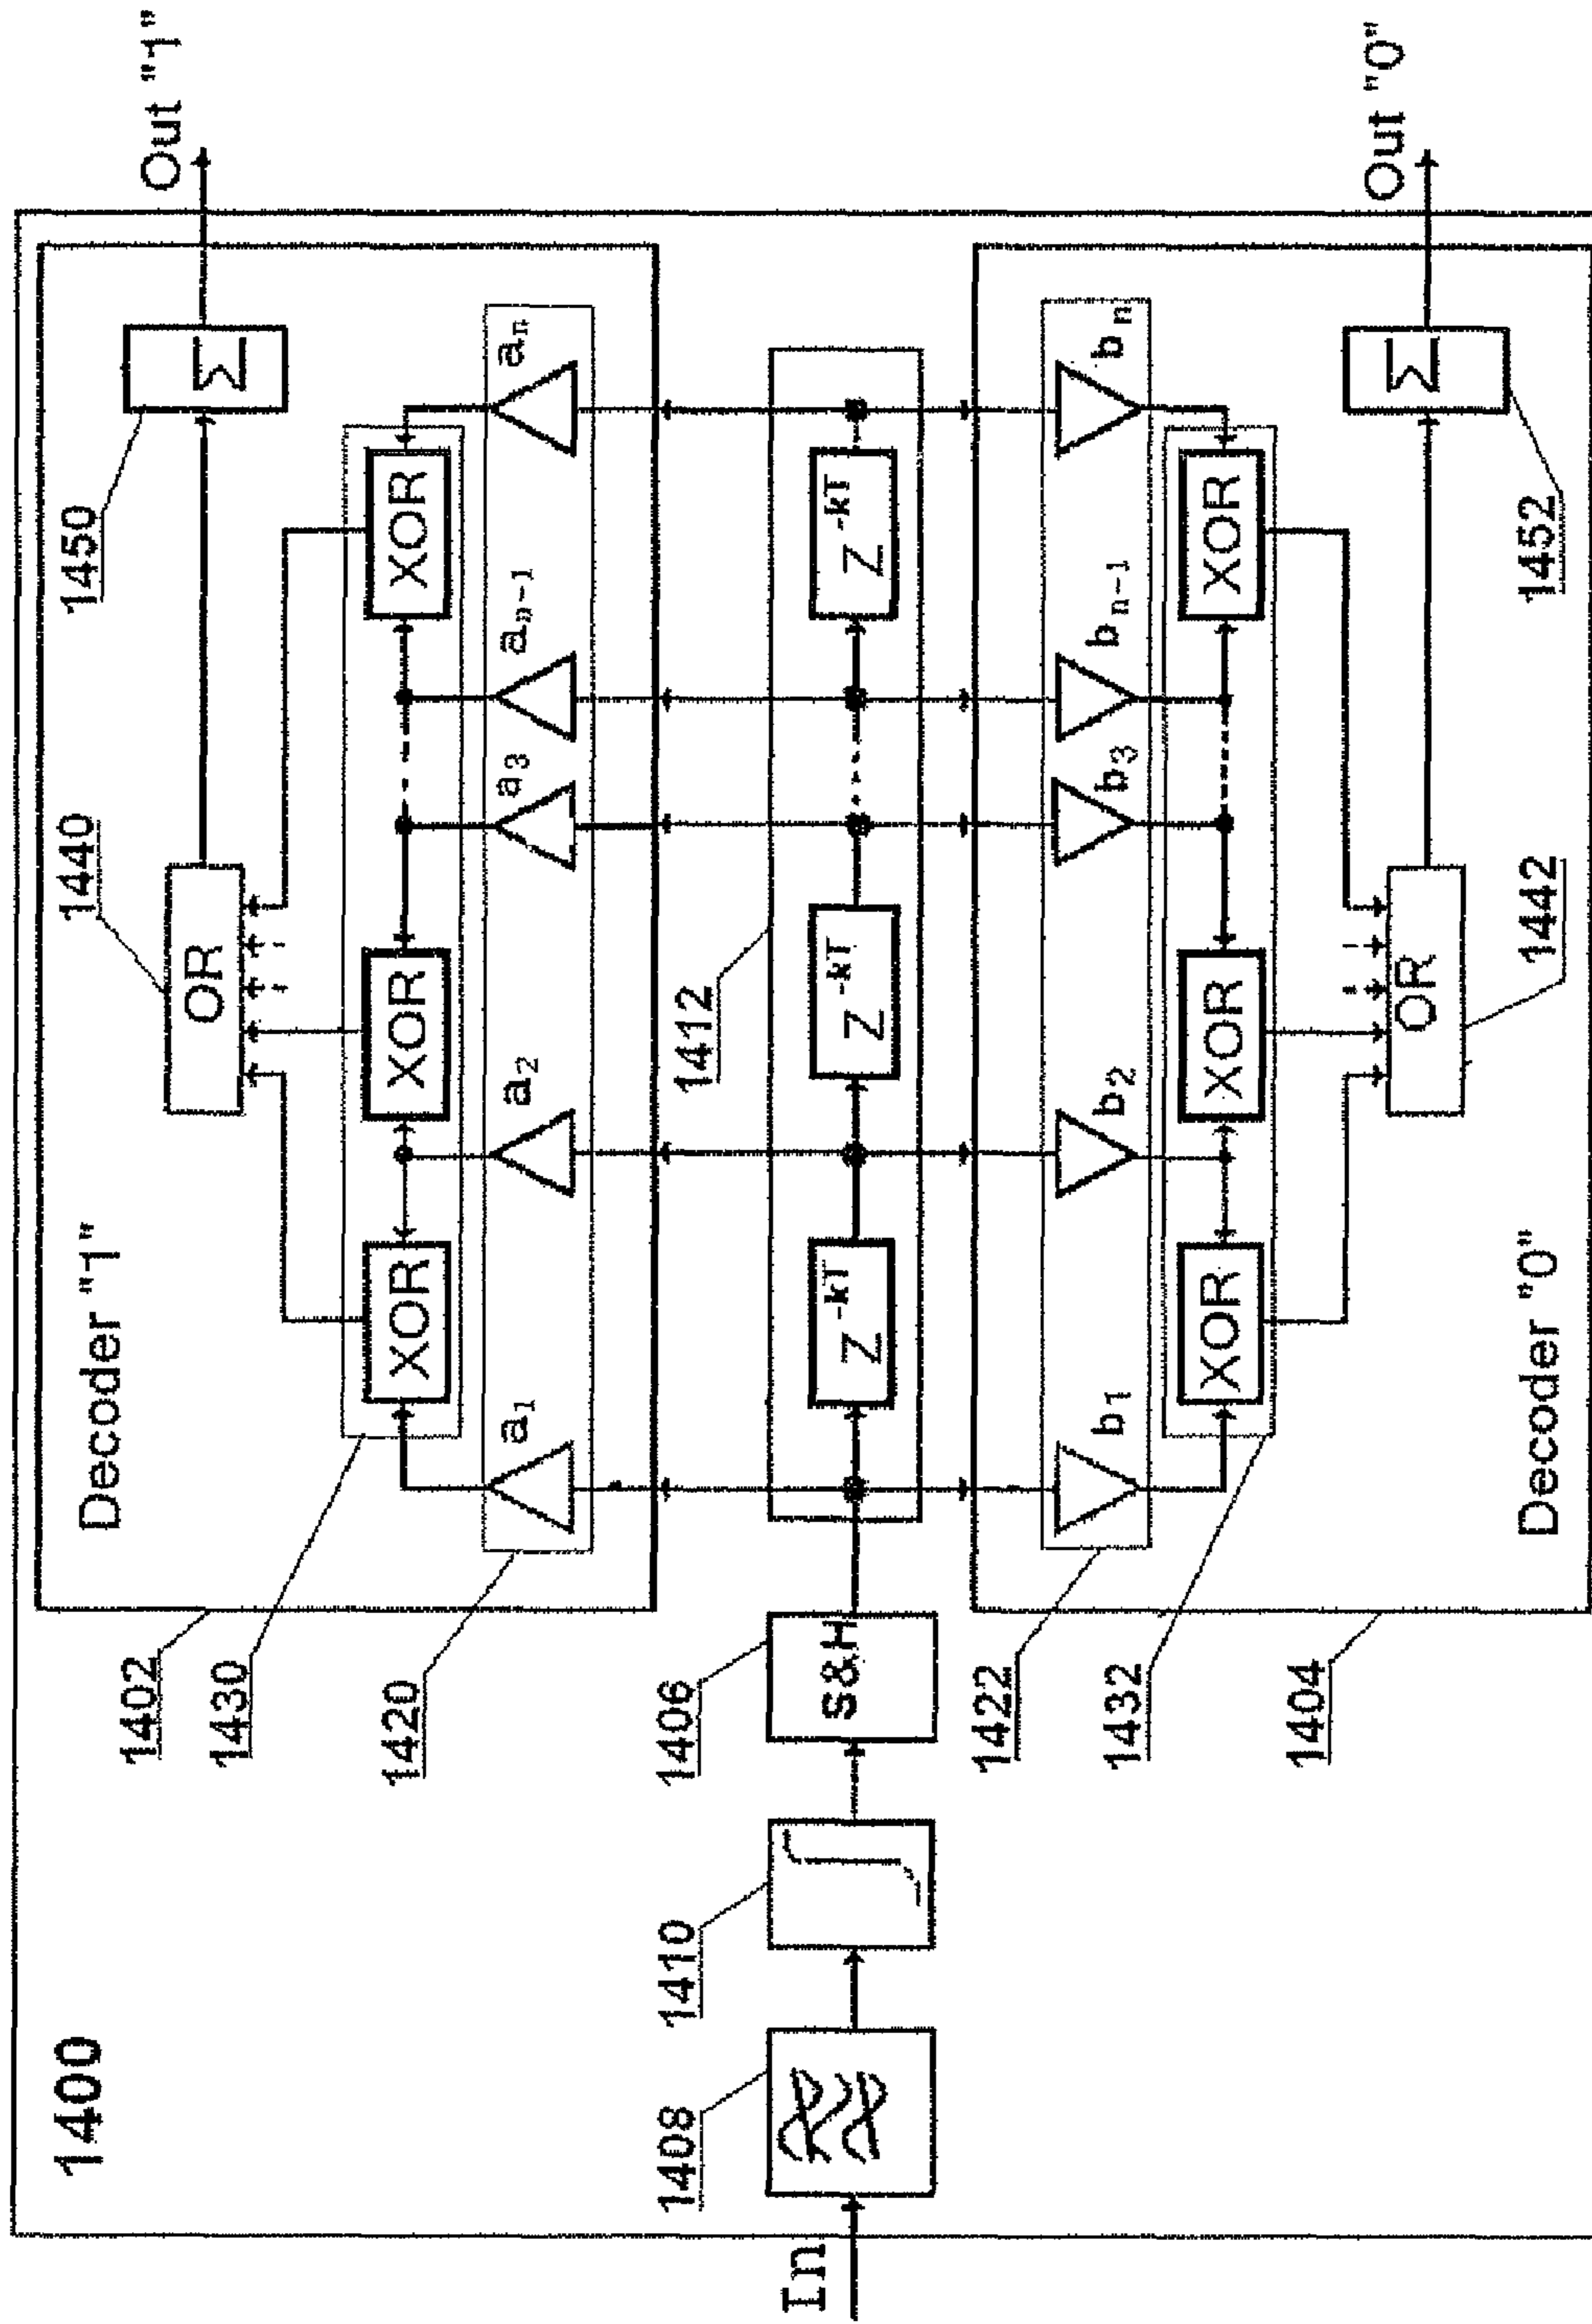 1400
In
1408
1410
1406
S&H
1402
1430
1420
Decoder "1"
1440
OR
1450
Σ
Out "1"
XOR
XOR
XOR
a₁
a₂
a₃
aₙ₋₁
aₙ
1412
Z⁻ᵏᵀ
Z⁻ᵏᵀ
Z⁻ᵏᵀ
b₁
b₂
b₃
bₙ₋₁
bₙ
XOR
XOR
XOR
1422
1432
1404
Decoder "0"
OR
1442
Σ
1452
Out "0"